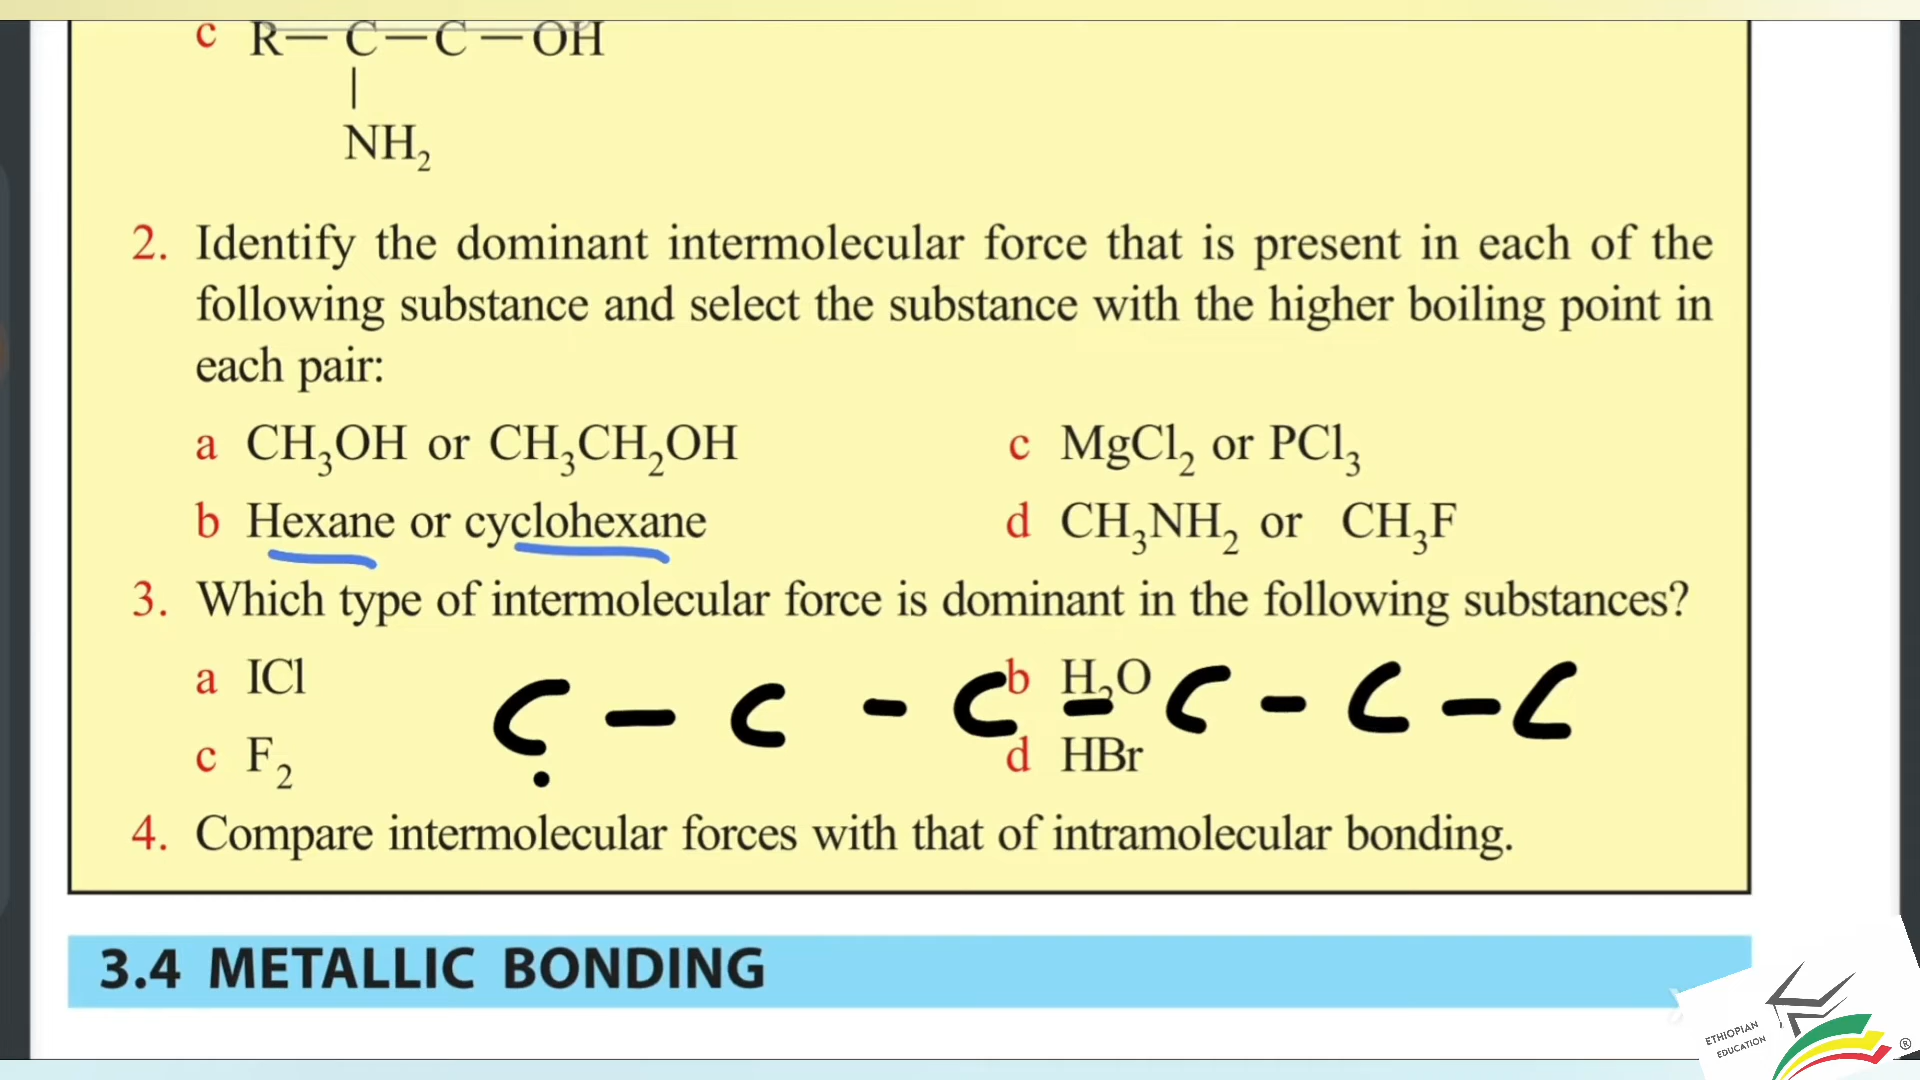 c R— C —C —OH
|
NH₂
2. Identify the dominant intermolecular force that is present in each of the
following substance and select the substance with the higher boiling point in
each pair:
a CH₃OH or CH₃CH₂OH c MgCl₂ or PCl₃
b Hexane or cyclohexane d CH₃NH₂ or CH₃F
3. Which type of intermolecular force is dominant in the following substances?
a ICl b H₂O
C - C - C - C - C - C
c F₂ d HBr
4. Compare intermolecular forces with that of intramolecular bonding.
3.4 METALLIC BONDING
ETHIOPIAN
EDUCATION
®